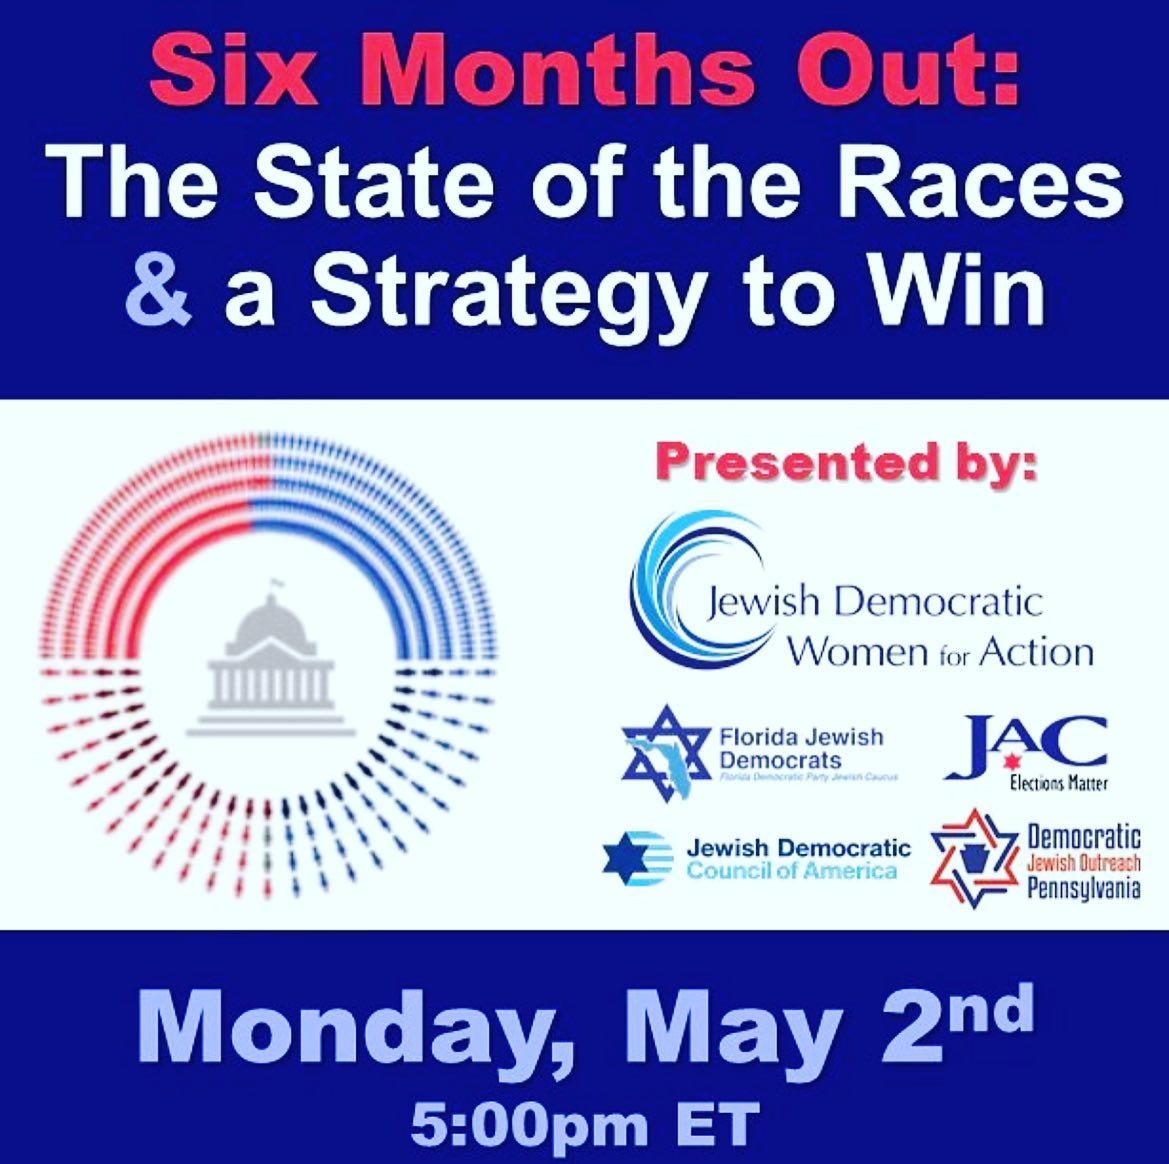 Six Months Out:
The State of the Races
& a Strategy to Win
Presented by:
Jewish Democratic
Women for Action
Florida Jewish
Democrats
Florida Democratic Party Jewish Caucus
JAC
Elections Matter
Jewish Democratic
Council of America
Democratic
Jewish Outreach
Pennsylvania
Monday, May 2nd
5:00pm ET